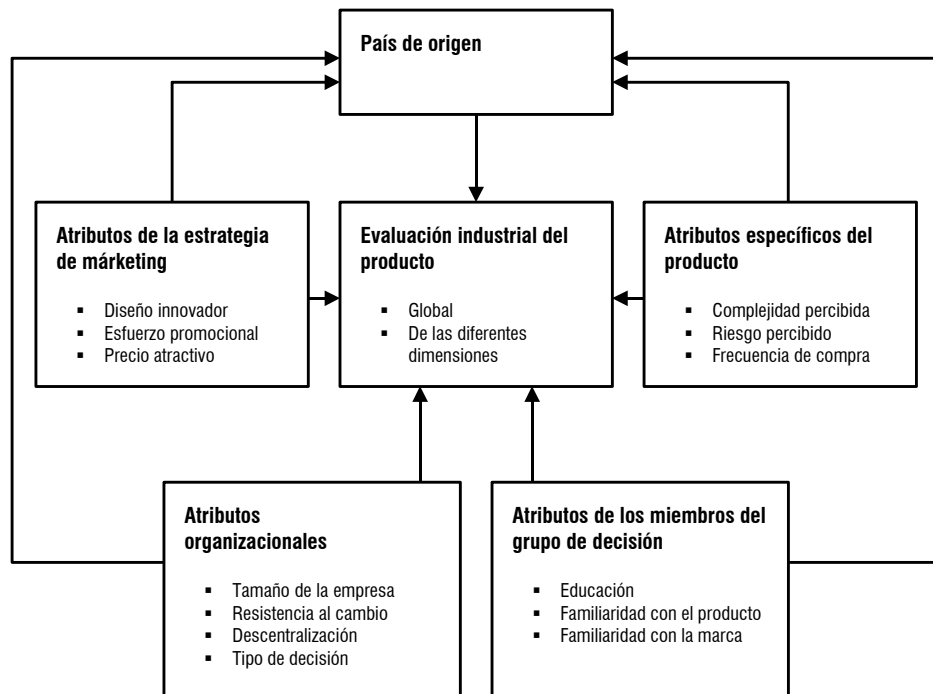 País de origen
Atributos de la estrategia
de márketing
▪ Diseño innovador
▪ Esfuerzo promocional
▪ Precio atractivo
Evaluación industrial del
producto
▪ Global
▪ De las diferentes
dimensiones
Atributos específicos del
producto
▪ Complejidad percibida
▪ Riesgo percibido
▪ Frecuencia de compra
Atributos
organizacionales
▪ Tamaño de la empresa
▪ Resistencia al cambio
▪ Descentralización
▪ Tipo de decisión
Atributos de los miembros del
grupo de decisión
▪ Educación
▪ Familiaridad con el producto
▪ Familiaridad con la marca